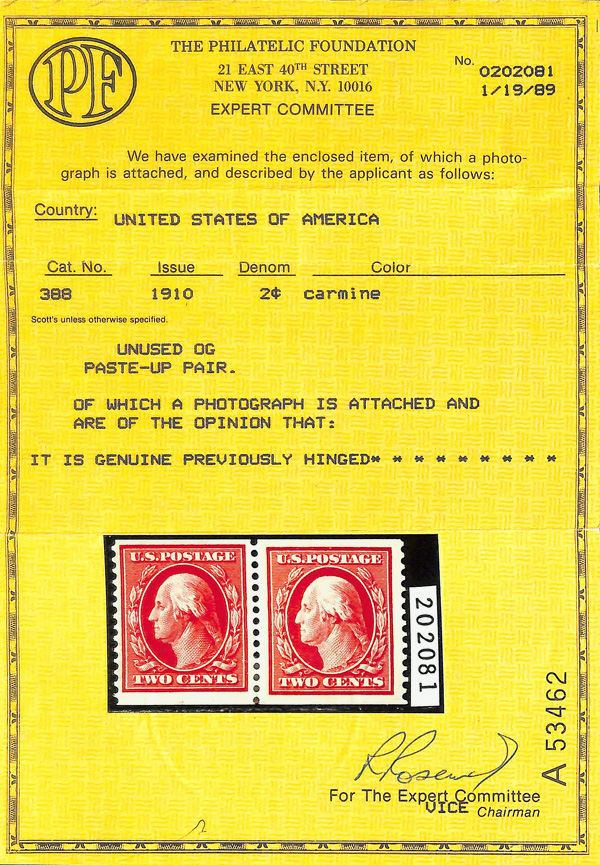 PF
THE PHILATELIC FOUNDATION
21 EAST 40TH STREET
NEW YORK, N.Y. 10016
EXPERT COMMITTEE
No. 0202081
1/19/89
We have examined the enclosed item, of which a photo-
graph is attached, and described by the applicant as follows:
Country: UNITED STATES OF AMERICA
Cat. No. Issue Denom Color
388 1910 2¢ carmine
Scott's unless otherwise specified.
UNUSED OG
PASTE-UP PAIR.
OF WHICH A PHOTOGRAPH IS ATTACHED AND
ARE OF THE OPINION THAT:
IT IS GENUINE PREVIOUSLY HINGED* * * * * * * * *
U.S. POSTAGE U.S. POSTAGE
TWO CENTS TWO CENTS
202081
A 53462
For The Expert Committee
VICE Chairman